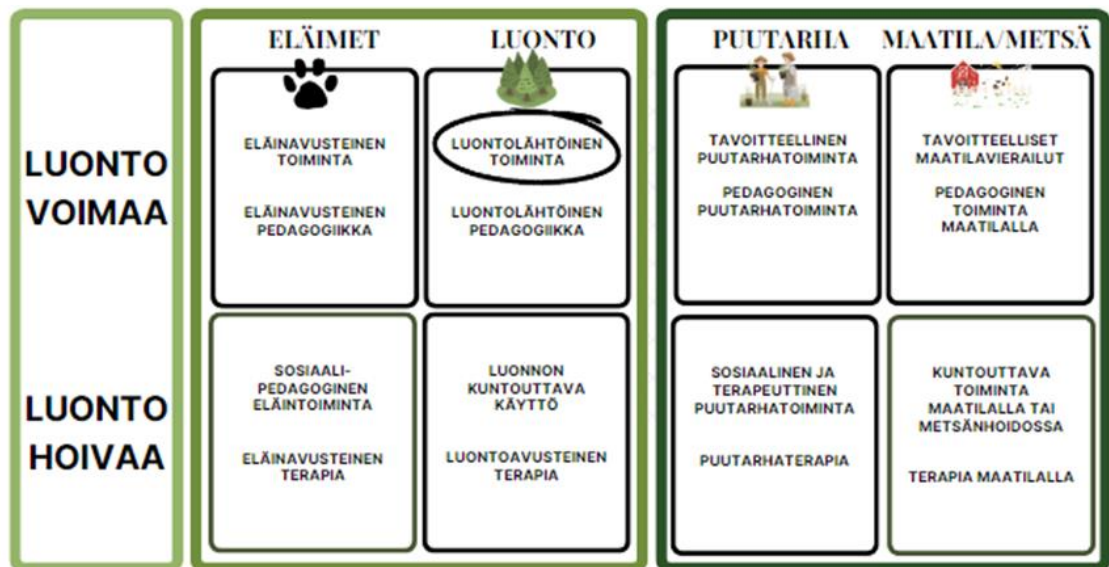 ELÄIMET
LUONTO
PUUTARHA
MAATILA/METSÄ
LUONTO
VOIMAA
ELÄINAVUSTEINEN
TOIMINTA
ELÄINAVUSTEINEN
PEDAGOGIIKKA
LUONTOLÄHTÖINEN
TOIMINTA
LUONTOLÄHTÖINEN
PEDAGOGIIKKA
TAVOITTEELLINEN
PUUTARHATOIMINTA
PEDAGOGINEN
PUUTARHATOIMINTA
TAVOITTEELLISET
MAATILAVIERAILUT
PEDAGOGINEN
TOIMINTA
MAATILALLA
LUONTO
HOIVAA
SOSIAALI-
PEDAGOGINEN
ELÄINTOIMINTA
ELÄINAVUSTEINEN
TERAPIA
LUONNON
KUNTOUTTAVA
KÄYTTÖ
LUONTOAVUSTEINEN
TERAPIA
SOSIAALINEN JA
TERAPEUTTINEN
PUUTARHATOIMINTA
PUUTARHATERAPIA
KUNTOUTTAVA
TOIMINTA
MAATILALLA TAI
METSÄNHOIDOSSA
TERAPIA MAATILALLA